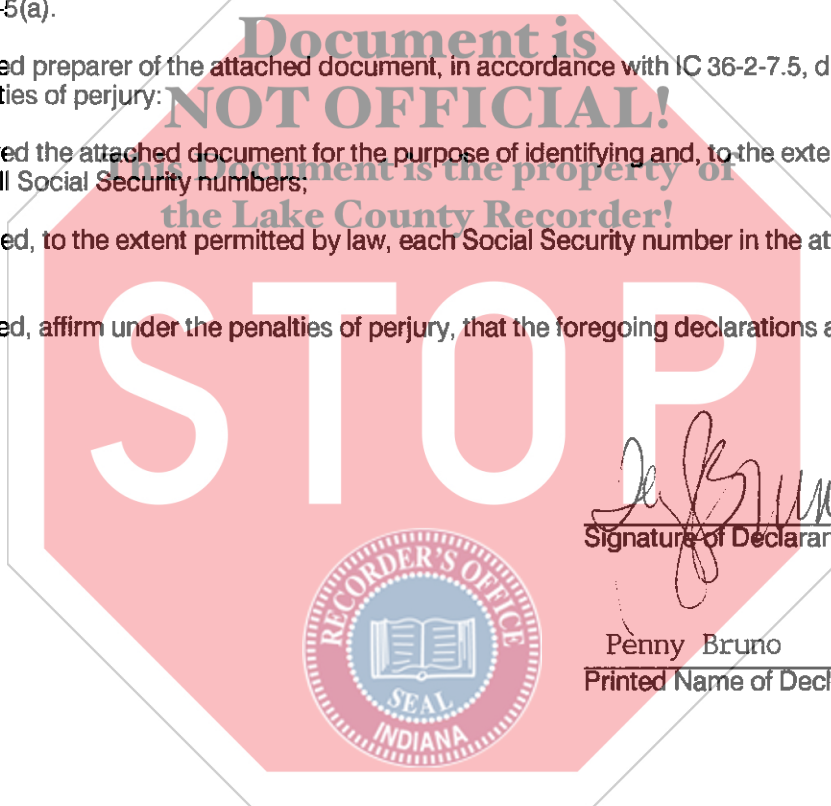 -5(a).
Document is
ed preparer of the attached document, in accordance with IC 36-2-7.5, d
ties of perjury:
NOT OFFICIAL!
ed the attached document for the purpose of identifying and, to the exte
This Document is the property of
ll Social Security numbers;
the Lake County Recorder!
ed, to the extent permitted by law, each Social Security number in the at
STOP
ed, affirm under the penalties of perjury, that the foregoing declarations a
Signature of Declaran
RECORDER'S OFFICE
SEAL
INDIANA
Penny Bruno
Printed Name of Decl